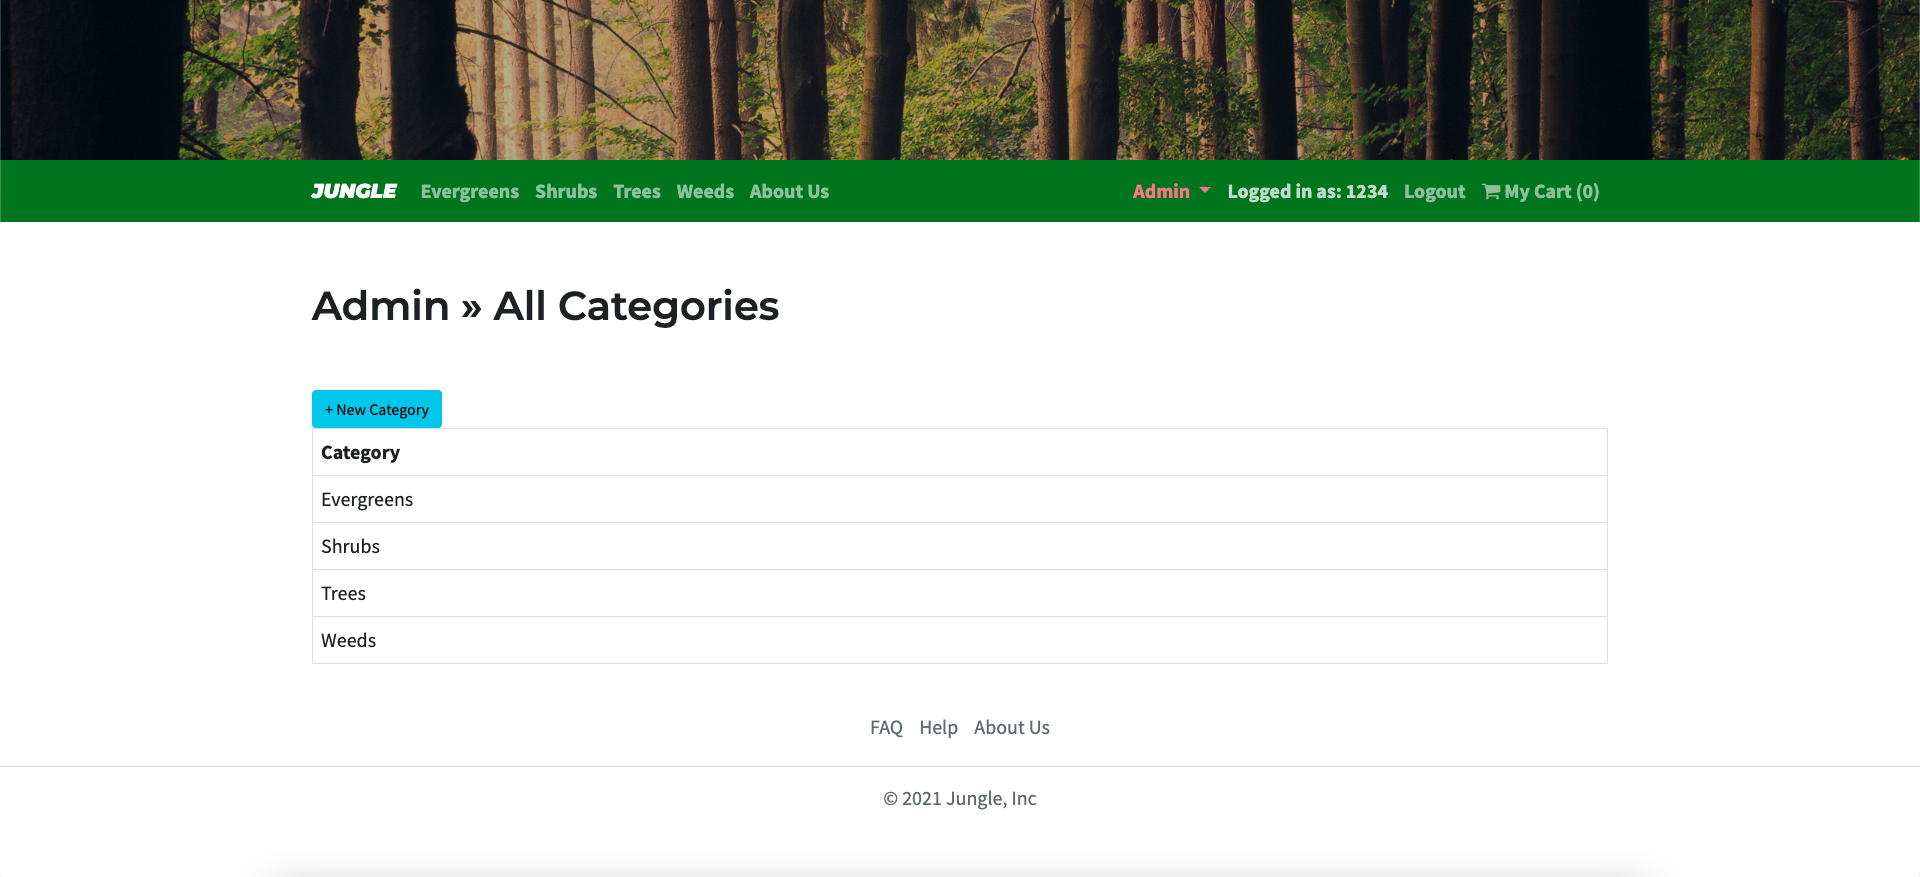 JUNGLE Evergreens Shrubs Trees Weeds About Us Admin Logged in as: 1234 Logout My Cart (0)
Admin » All Categories
+ New Category
Category
Evergreens
Shrubs
Trees
Weeds
FAQ Help About Us
© 2021 Jungle, Inc